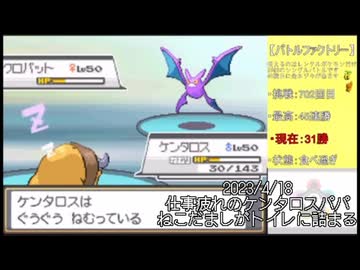 クロバット Lv50
HP
【バトルファクトリー】
・挑戦:702回目
・最高:45連勝
・現在:31勝
・状態:食べ過ぎ
Z
Z
ケンタロス ♂Lv50
HP
30/143
ケンタロスは
ぐうぐう ねむっている
2023/4/18
仕事疲れのケンタロスパパ
ねこだましがトイレに詰まる